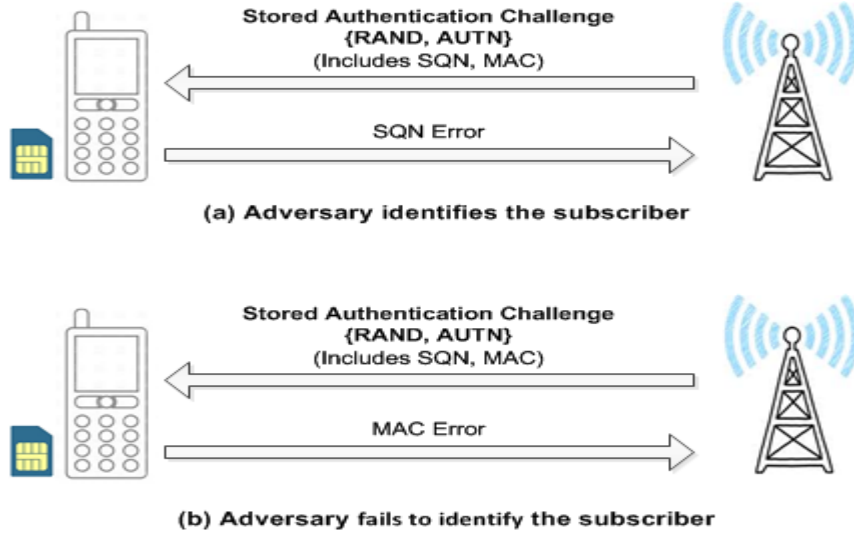 Stored Authentication Challenge
{RAND, AUTN}
(Includes SQN, MAC)
SQN Error
(a) Adversary identifies the subscriber
Stored Authentication Challenge
{RAND, AUTN}
(Includes SQN, MAC)
MAC Error
(b) Adversary fails to identify the subscriber